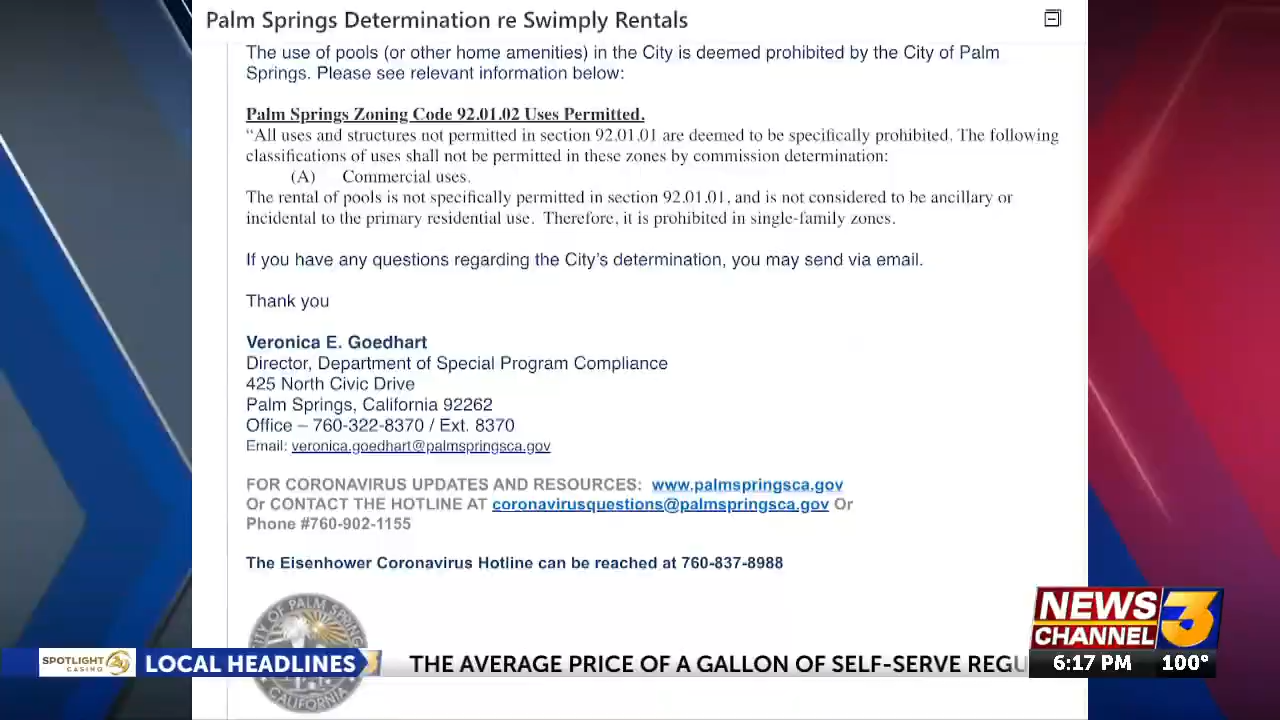 Palm Springs Determination re Swimply Rentals
The use of pools (or other home amenities) in the City is deemed prohibited by the City of Palm
Springs. Please see relevant information below:
Palm Springs Zoning Code 92.01.02 Uses Permitted.
“All uses and structures not permitted in section 92.01.01 are deemed to be specifically prohibited. The following
classifications of uses shall not be permitted in these zones by commission determination:
(A) Commercial uses.
The rental of pools is not specifically permitted in section 92.01.01, and is not considered to be ancillary or
incidental to the primary residential use. Therefore, it is prohibited in single-family zones.
If you have any questions regarding the City’s determination, you may send via email.
Thank you
Veronica E. Goedhart
Director, Department of Special Program Compliance
425 North Civic Drive
Palm Springs, California 92262
Office – 760-322-8370 / Ext. 8370
Email: veronica.goedhart@palmspringsca.gov
FOR CORONAVIRUS UPDATES AND RESOURCES: www.palmspringsca.gov
Or CONTACT THE HOTLINE AT coronavirusquestions@palmspringsca.gov Or
Phone #760-902-1155
The Eisenhower Coronavirus Hotline can be reached at 760-837-8988
CITY OF PALM SPRING
CALIFORNIA
NEWS
CHANNEL 3
SPOTLIGHT
CASINO
LOCAL HEADLINES
THE AVERAGE PRICE OF A GALLON OF SELF-SERVE REGU
6:17 PM 100°